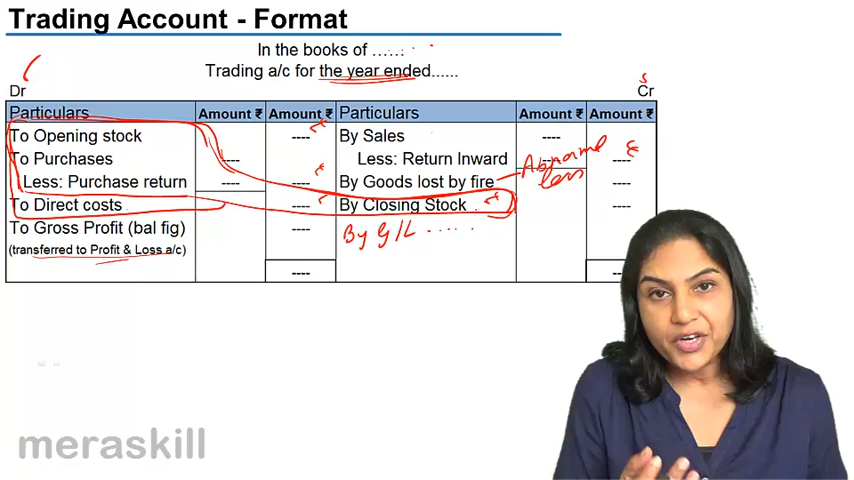 Trading Account - Format
In the books of ......
Trading a/c for the year ended......
Dr
Cr
Particulars Amount ₹ Amount ₹ Particulars Amount ₹ Amount ₹
To Opening stock ---- By Sales ----
To Purchases ---- Less: Return Inward ---- ----
Less: Purchase return ---- ---- By Goods lost by fire ----
Abnormal
Loss
To Direct costs ---- By Closing Stock ----
To Gross Profit (bal fig) ---- By G/L ......
(transferred to Profit & Loss a/c)
---- ----
meraskill